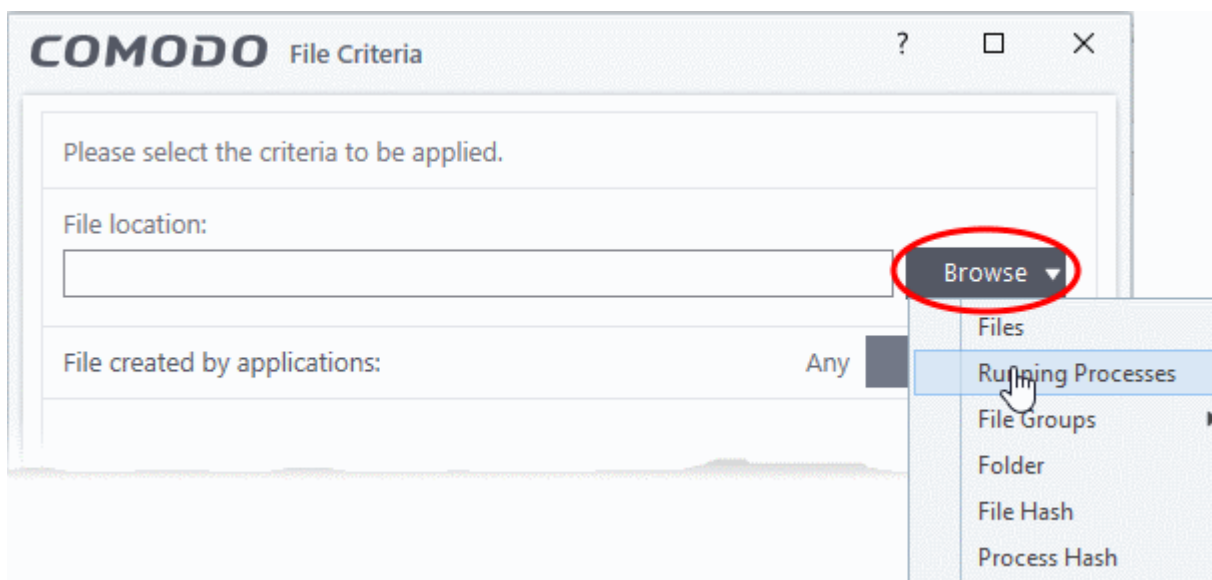 COMODO File Criteria ?
Please select the criteria to be applied.
File location:
Browse
Files
Running Processes
File Groups
Folder
File Hash
Process Hash
File created by applications: Any